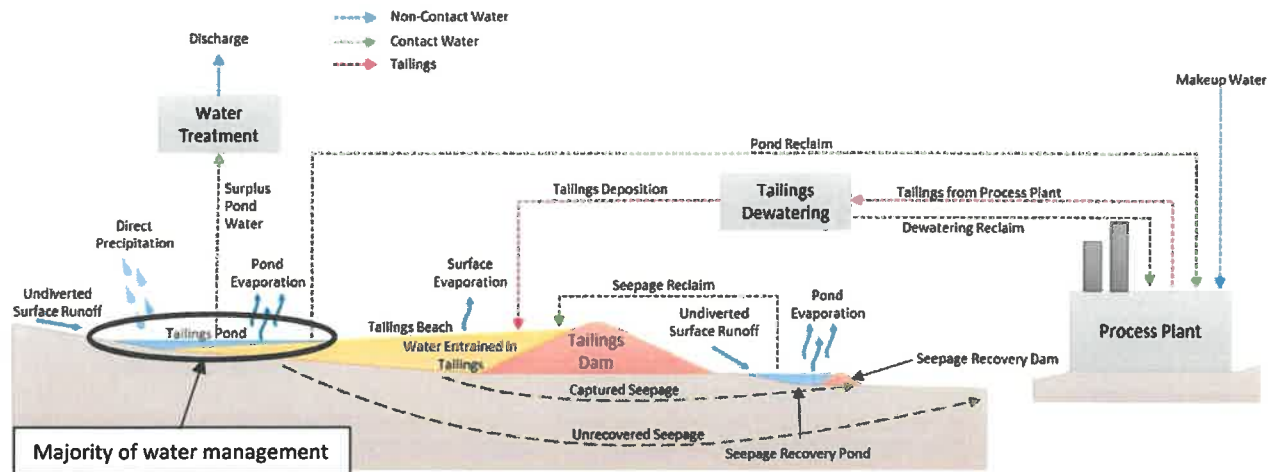 Non-Contact Water
Contact Water
Tailings
Discharge
Water
Treatment
Makeup Water
Pond Reclaim
Surplus
Pond
Water
Tailings Deposition
Tailings
Dewatering
Tailings from Process Plant
Dewatering Reclaim
Direct
Precipitation
Pond
Evaporation
Surface
Evaporation
Seepage Reclaim
Undiverted
Surface Runoff
Pond
Evaporation
Undiverted
Surface Runoff
Tailings Pond
Tailings Beach
Water Entrained in
Tailings
Tailings
Dam
Process Plant
Seepage Recovery Dam
Captured Seepage
Unrecovered Seepage
Seepage Recovery Pond
Majority of water management